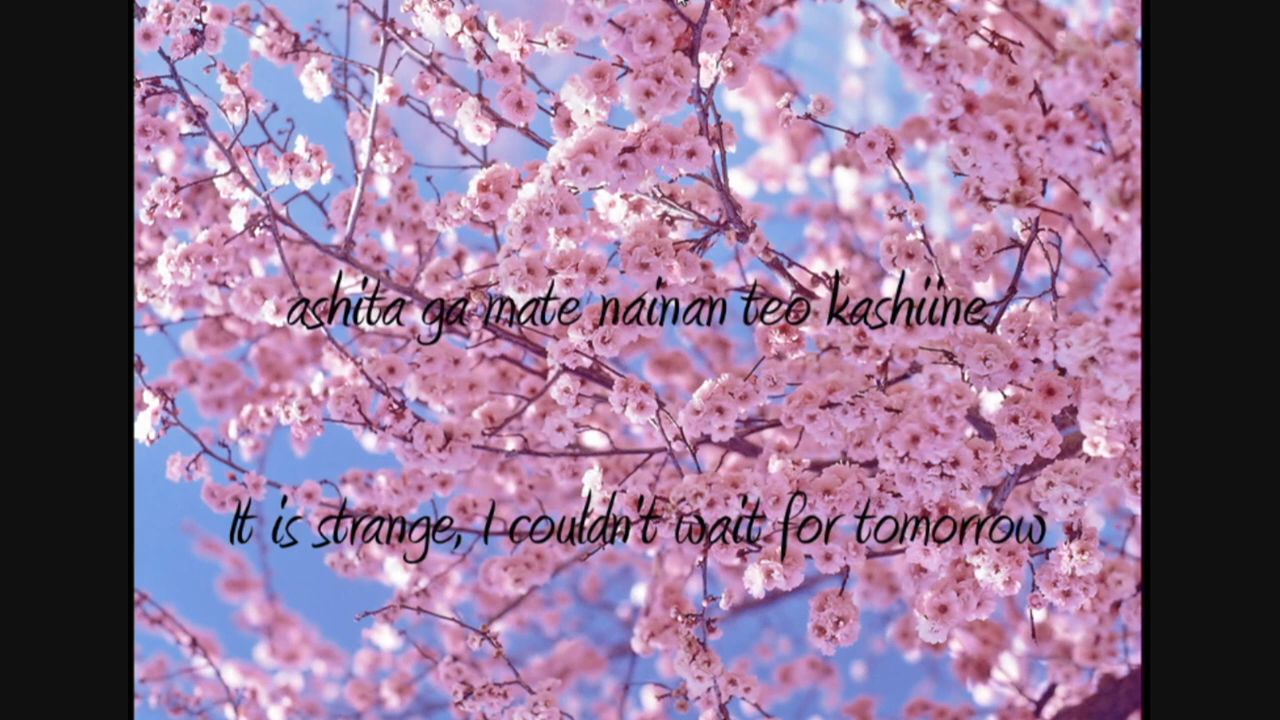 ashita ga mate nainan teo kashiine
It is strange, I couldn't wait for tomorrow